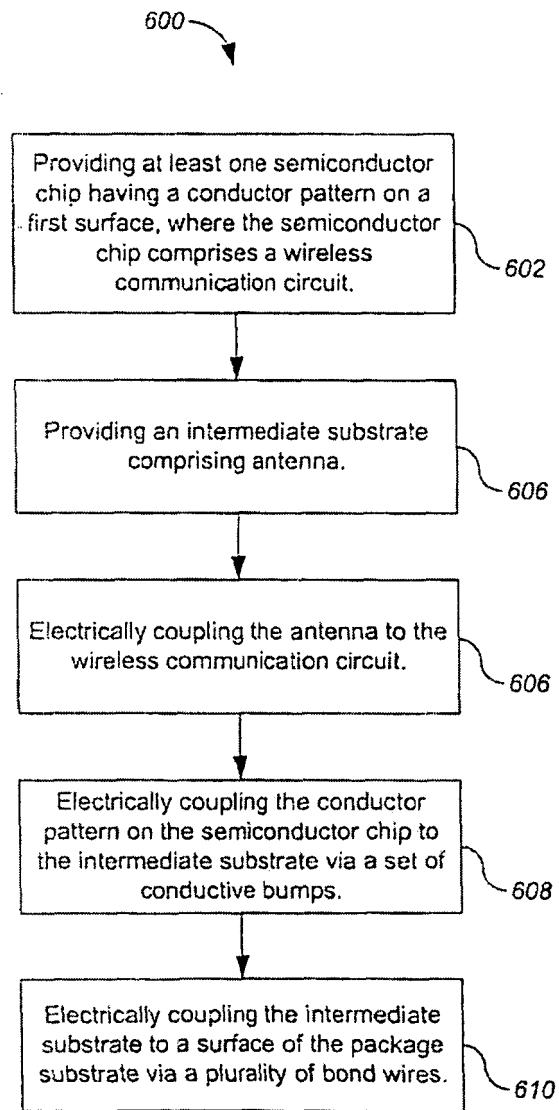 600
Providing at least one semiconductor
chip having a conductor pattern on a
first surface, where the semiconductor
chip comprises a wireless
communication circuit.
602
Providing an intermediate substrate
comprising antenna.
606
Electrically coupling the antenna to the
wireless communication circuit.
606
Electrically coupling the conductor
pattern on the semiconductor chip to
the intermediate substrate via a set of
conductive bumps.
608
Electrically coupling the intermediate
substrate to a surface of the package
substrate via a plurality of bond wires.
610